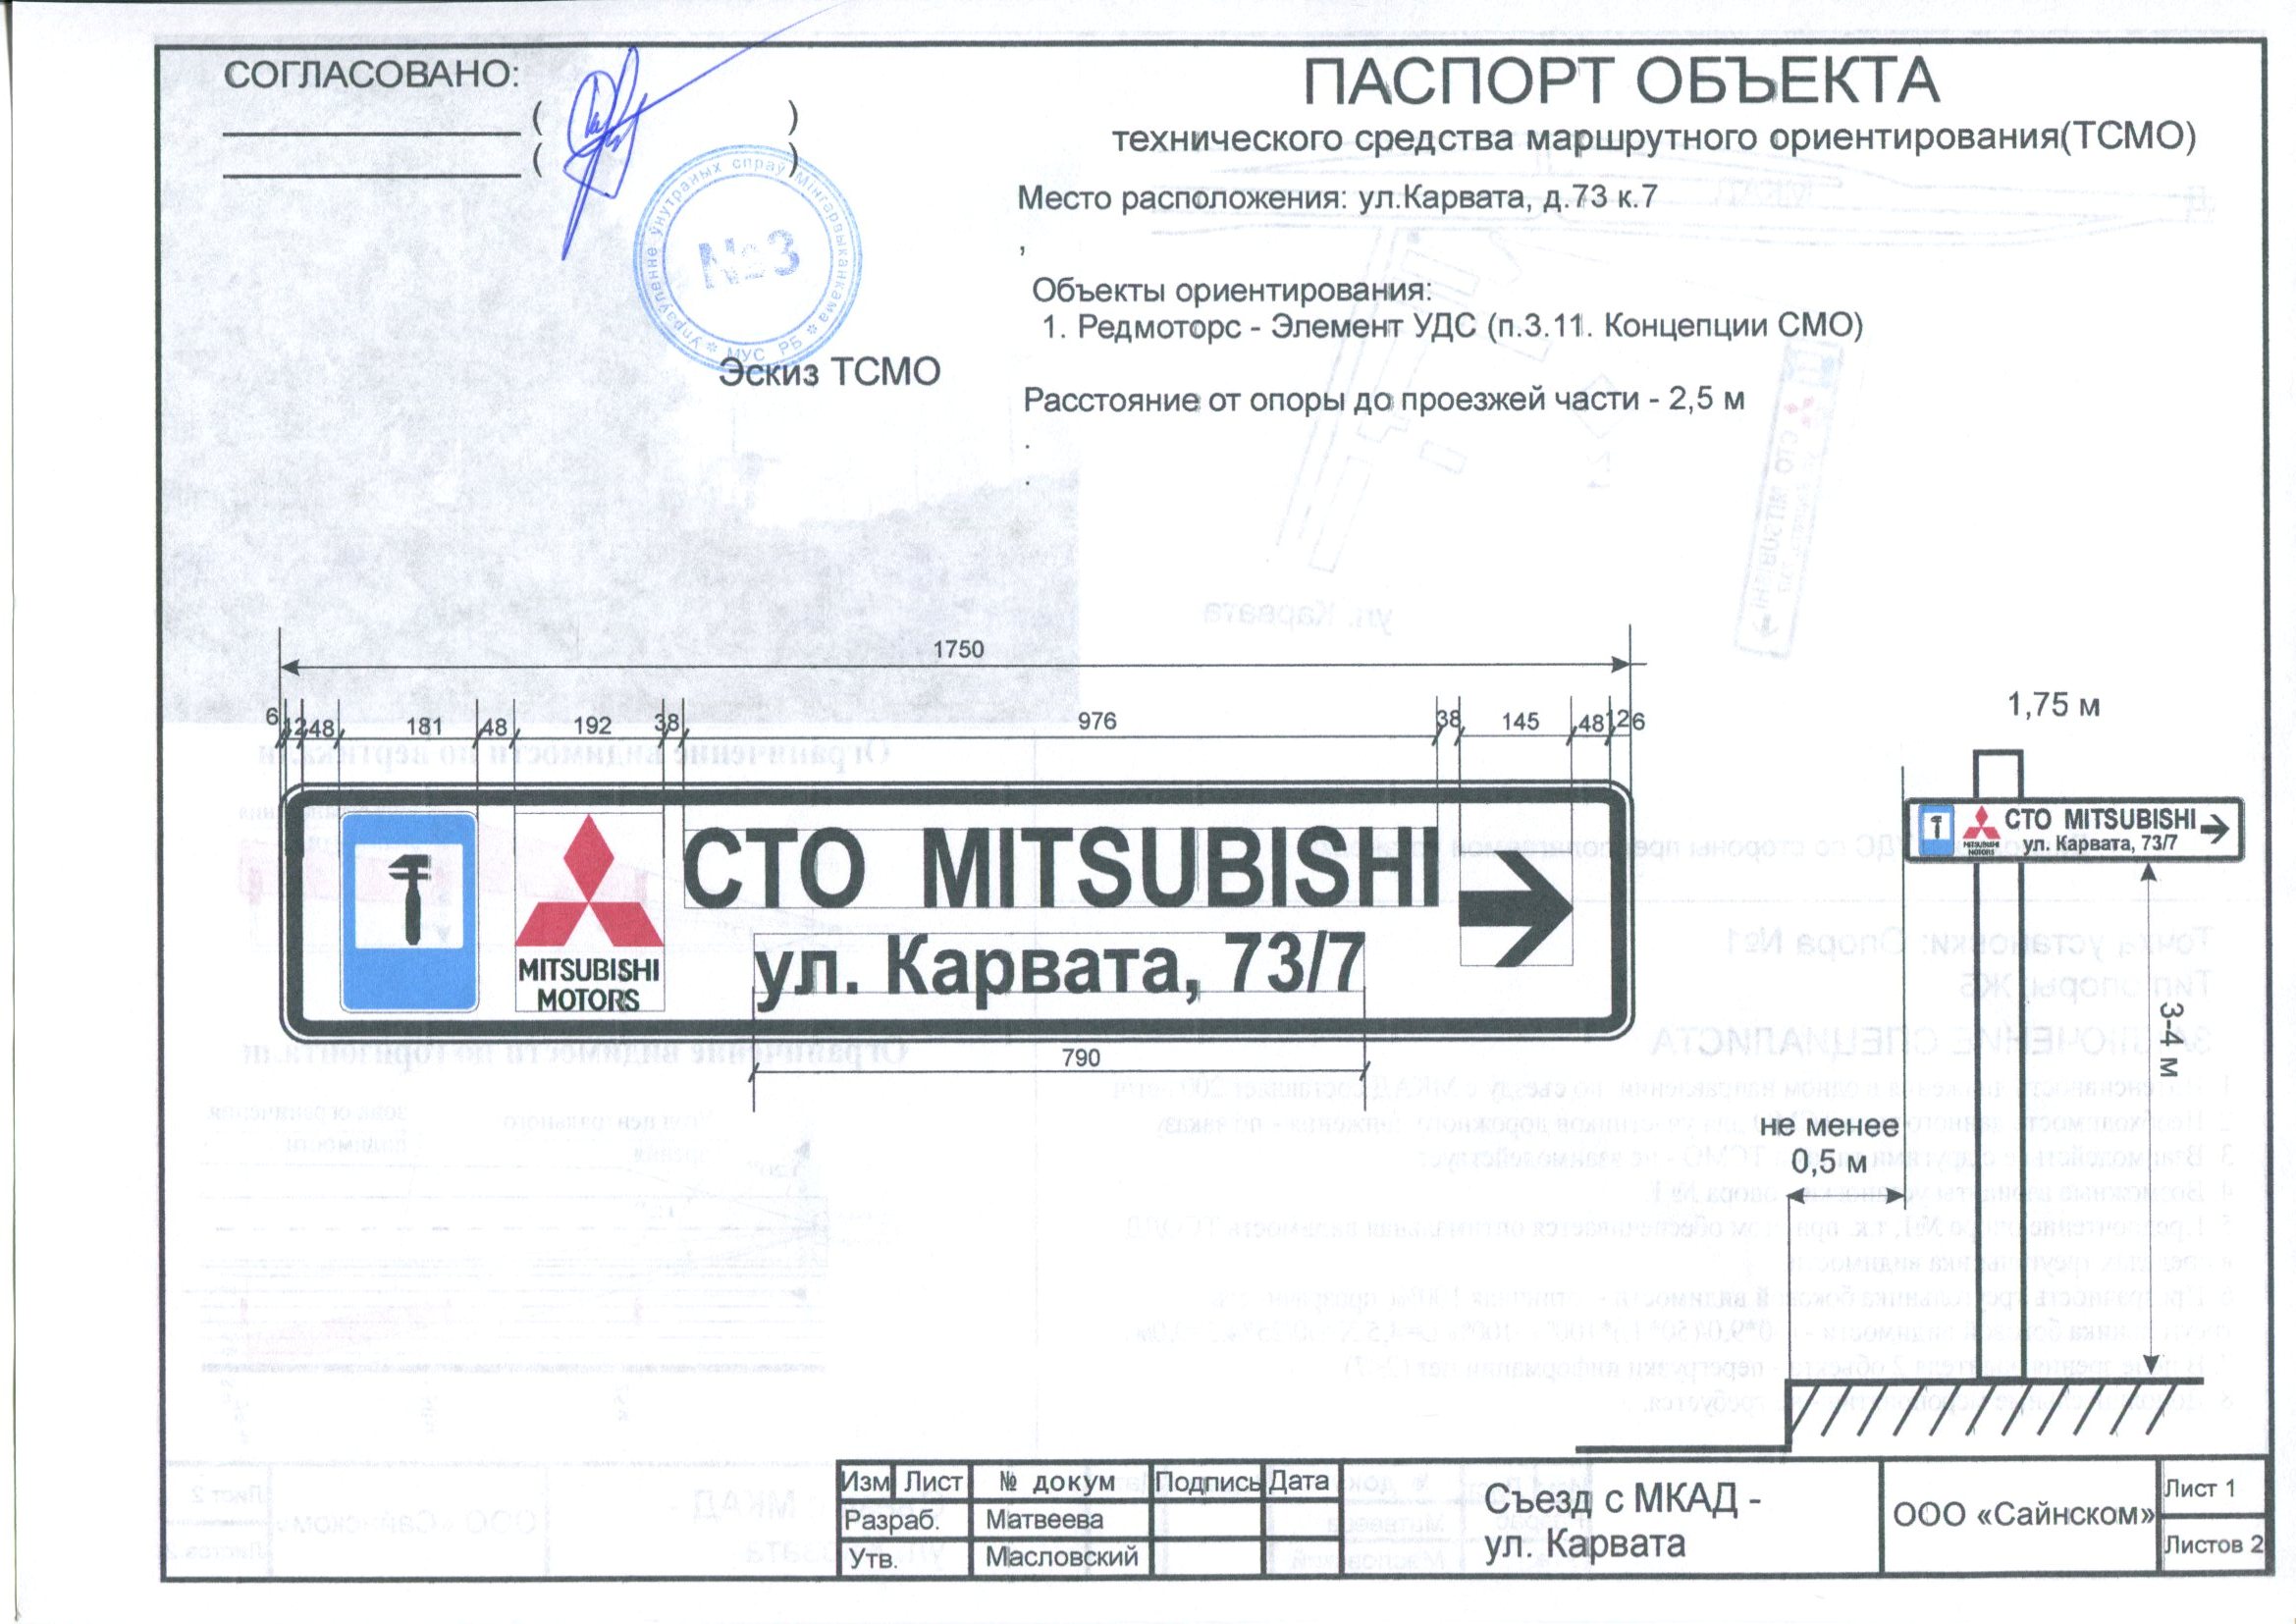 СОГЛАСОВАНО:
( )
( )
Упраўленне ўнутраных спраў Мінгарвыканкама
МУС РБ
№3
ПАСПОРТ ОБЪЕКТА
технического средства маршрутного ориентирования(ТСМО)
Место расположения: ул.Карвата, д.73 к.7
,
Объекты ориентирования:
1. Редмоторс - Элемент УДС (п.3.11. Концепции СМО)
Эскиз ТСМО
Расстояние от опоры до проезжей части - 2,5 м
.
.
1750
6 12 48 181 48 192 38 976 38 145 48 12 6
СТО MITSUBISHI
ул. Карвата, 73/7
MITSUBISHI
MOTORS
790
1,75 м
СТО MITSUBISHI
ул. Карвата, 73/7
MITSUBISHI
MOTORS
3-4 м
не менее
0,5 м
Изм Лист № докум Подпись Дата
Разраб. Матвеева
Утв. Масловский
Съезд с МКАД -
ул. Карвата
ООО «Сайнском»
Лист 1
Листов 2